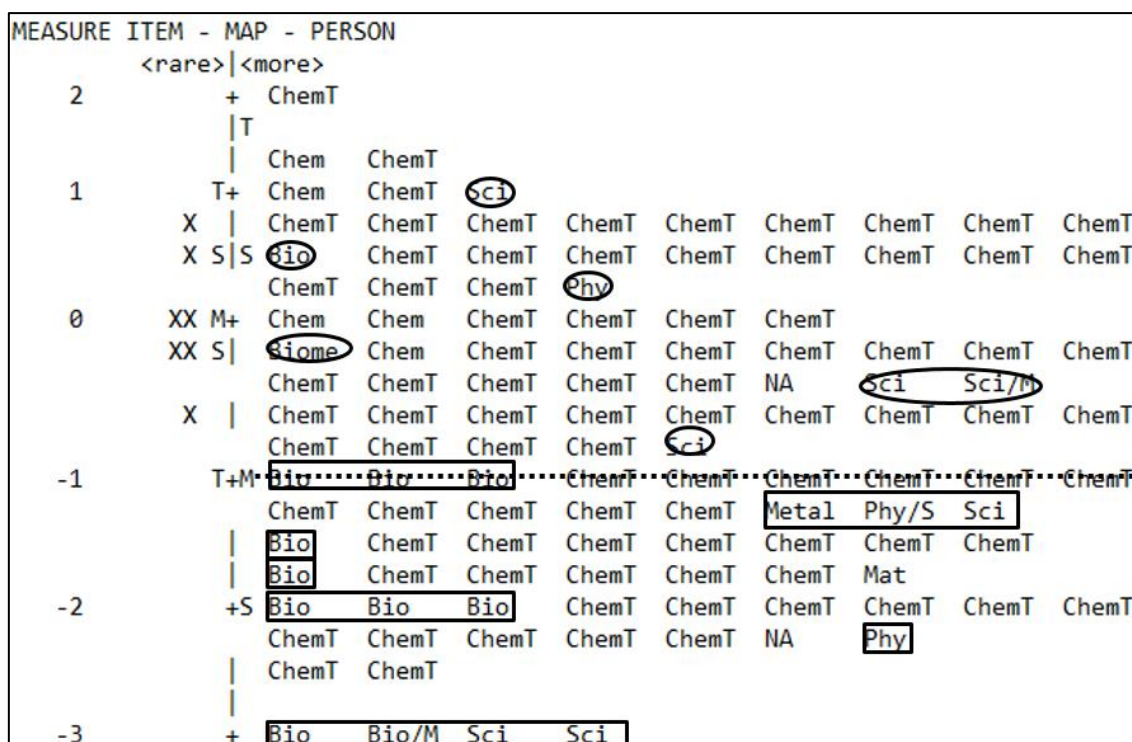 MEASURE ITEM - MAP - PERSON
<rare>|<more>
2 + ChemT
|T
| Chem ChemT
1 T+ Chem ChemT Sci
X | ChemT ChemT ChemT ChemT ChemT ChemT ChemT ChemT ChemT
X S|S Bio ChemT ChemT ChemT ChemT ChemT ChemT ChemT ChemT
ChemT ChemT ChemT Phy
0 XX M+ Chem Chem ChemT ChemT ChemT ChemT
XX S| Biome Chem ChemT ChemT ChemT ChemT ChemT ChemT ChemT
ChemT ChemT ChemT ChemT ChemT NA Sci Sci/M
X | ChemT ChemT ChemT ChemT ChemT ChemT ChemT ChemT ChemT
ChemT ChemT ChemT ChemT Sci
-1 T+M Bio Bio Bio ChemT ChemT ChemT ChemT ChemT ChemT
ChemT ChemT ChemT ChemT ChemT Metal Phy/S Sci
| Bio ChemT ChemT ChemT ChemT ChemT ChemT ChemT
| Bio ChemT ChemT ChemT ChemT ChemT Mat
-2 +S Bio Bio Bio ChemT ChemT ChemT ChemT ChemT ChemT
ChemT ChemT ChemT ChemT ChemT NA Phy
| ChemT ChemT
|
-3 + Bio Bio/M Sci Sci